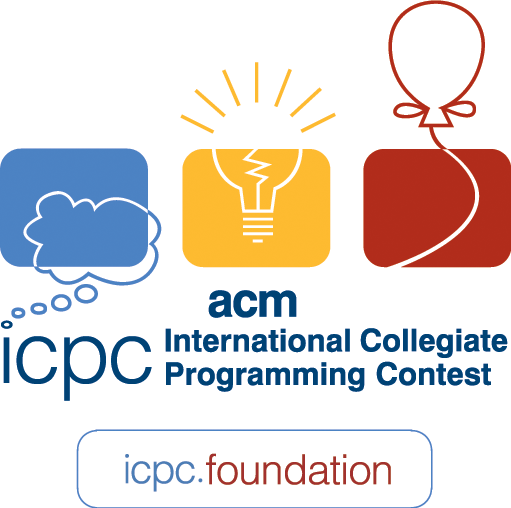 acm
icpc International Collegiate
Programming Contest
icpc.foundation